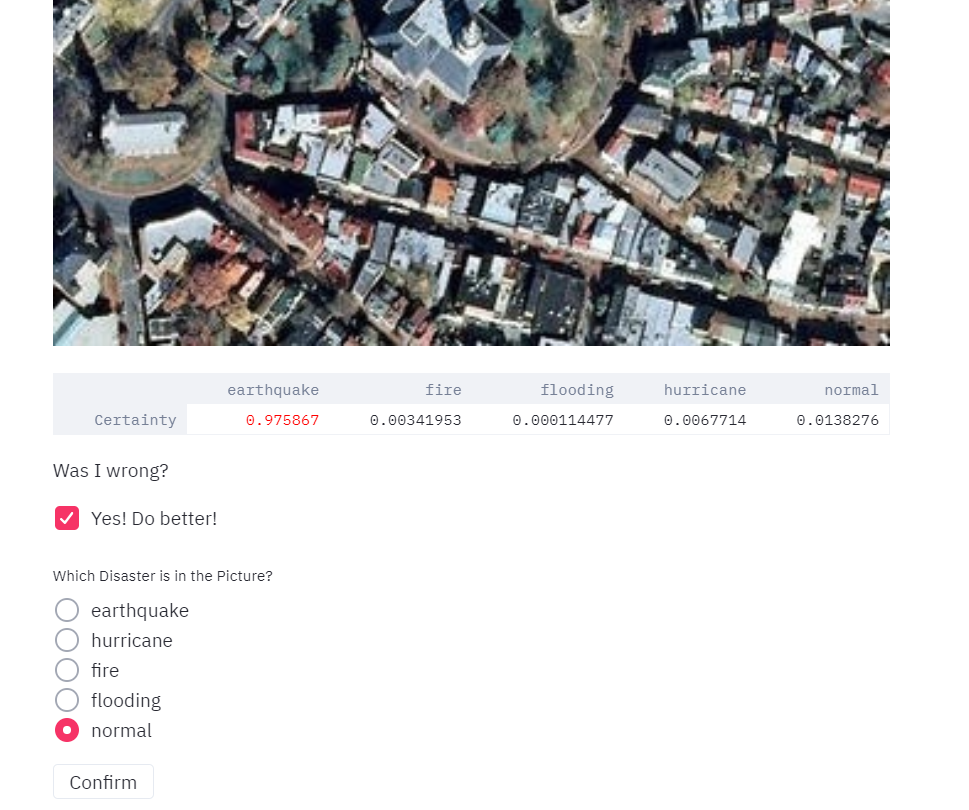 earthquake fire flooding hurricane normal
Certainty 0.975867 0.00341953 0.000114477 0.0067714 0.0138276
Was I wrong?
Yes! Do better!
Which Disaster is in the Picture?
earthquake
hurricane
fire
flooding
normal
Confirm